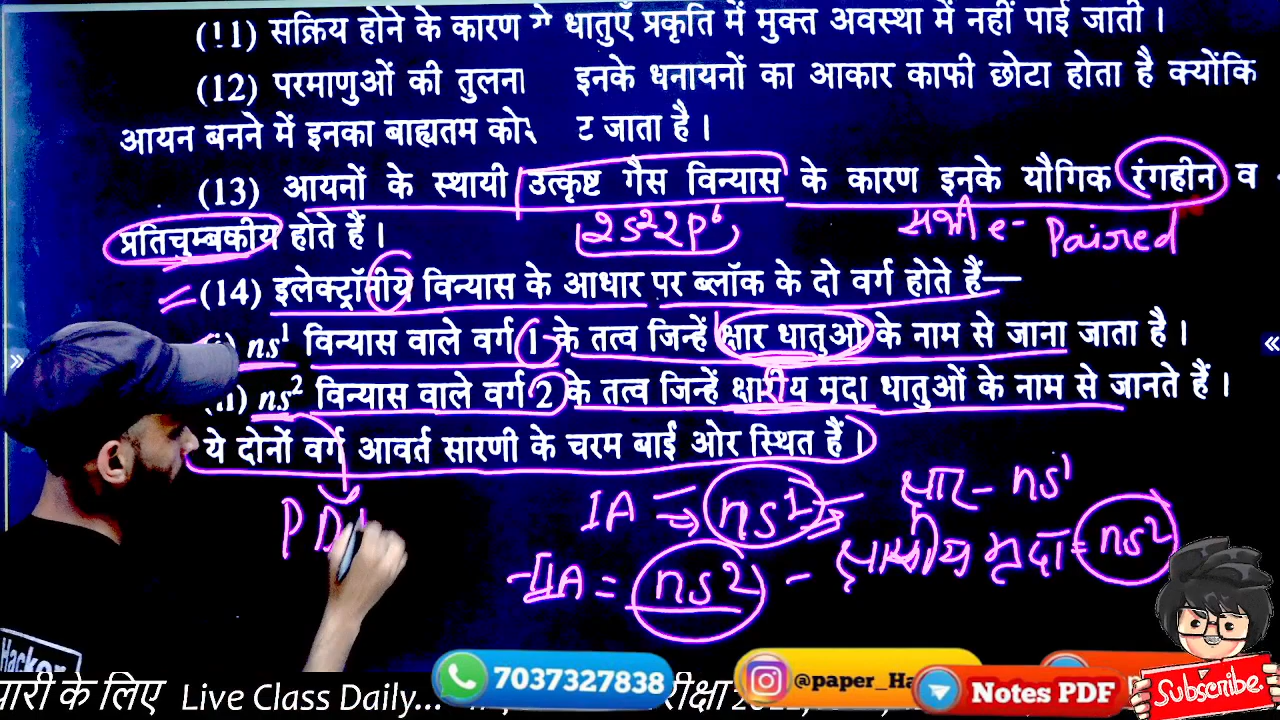 (11) सक्रिय होने के कारण ये धातुएँ प्रकृति में मुक्त अवस्था में नहीं पाई जाती ।
(12) परमाणुओं की तुलना इनके धनायनों का आकार काफी छोटा होता है क्योंकि
आयन बनने में इनका बाह्यतम ट जाता है ।
(13) आयनों के स्थायी उत्कृष्ट गैस विन्यास के कारण इनके यौगिक रंगहीन व
प्रतिचुम्बकीय होते हैं ।
2s²2p⁶ सभी e- Paired
(14) इलेक्ट्रॉनीय विन्यास के आधार पर ब्लॉक के दो वर्ग होते हैं—
ns¹ विन्यास वाले वर्ग 1 के तत्व जिन्हें क्षार धातुओं के नाम से जाना जाता है ।
ns² विन्यास वाले वर्ग 2 के तत्व जिन्हें क्षारीय मृदा धातुओं के नाम से जानते हैं ।
ये दोनों वर्ग आवर्त सारणी के चरम बाईं ओर स्थित हैं ।
IA ns¹ क्षार - ns¹
IIA = ns² - क्षारीय मृदा = ns²
Hacker
के लिए Live Class Daily...
7037327838
@paper_Ha
Notes PDF
Subscribe